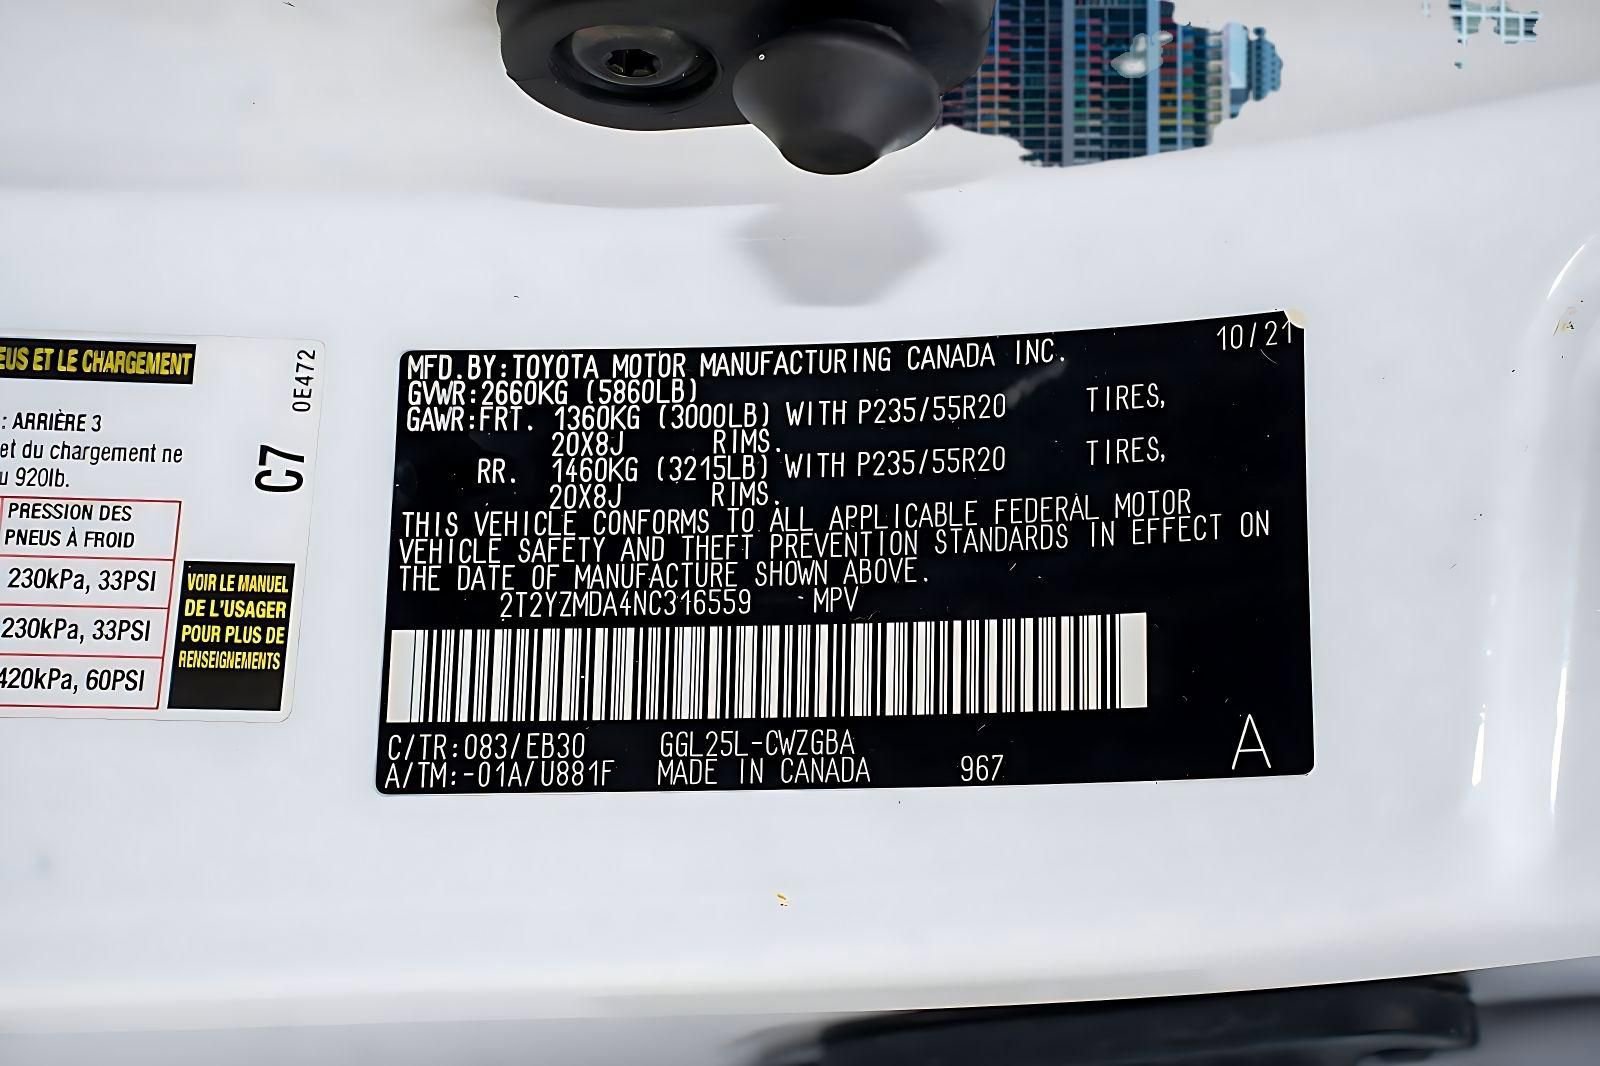 EUS ET LE CHARGEMENT
0E472
: ARRIÈRE 3
et du chargement ne
u 920lb.
C7
PRESSION DES
PNEUS À FROID
230kPa, 33PSI
230kPa, 33PSI
420kPa, 60PSI
VOIR LE MANUEL
DE L'USAGER
POUR PLUS DE
RENSEIGNEMENTS
10/21
MFD.BY:TOYOTA MOTOR MANUFACTURING CANADA INC.
GVWR:2660KG (5860LB)
GAWR:FRT. 1360KG (3000LB) WITH P235/55R20 TIRES,
20X8J RIMS.
RR. 1460KG (3215LB) WITH P235/55R20 TIRES,
20X8J RIMS.
THIS VEHICLE CONFORMS TO ALL APPLICABLE FEDERAL MOTOR
VEHICLE SAFETY AND THEFT PREVENTION STANDARDS IN EFFECT ON
THE DATE OF MANUFACTURE SHOWN ABOVE.
2T2YZMDA4NC316559 MPV
C/TR:083/EB30 GGL25L-CWZGBA
A/TM:-01A/U881F MADE IN CANADA 967
A